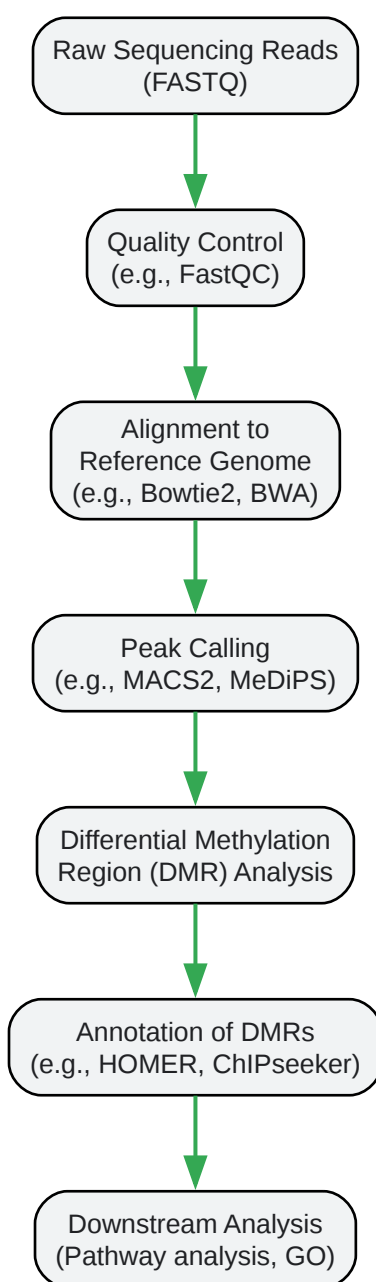 Raw Sequencing Reads
(FASTQ)
Quality Control
(e.g., FastQC)
Alignment to
Reference Genome
(e.g., Bowtie2, BWA)
Peak Calling
(e.g., MACS2, MeDiPS)
Differential Methylation
Region (DMR) Analysis
Annotation of DMRs
(e.g., HOMER, ChIPseeker)
Downstream Analysis
(Pathway analysis, GO)